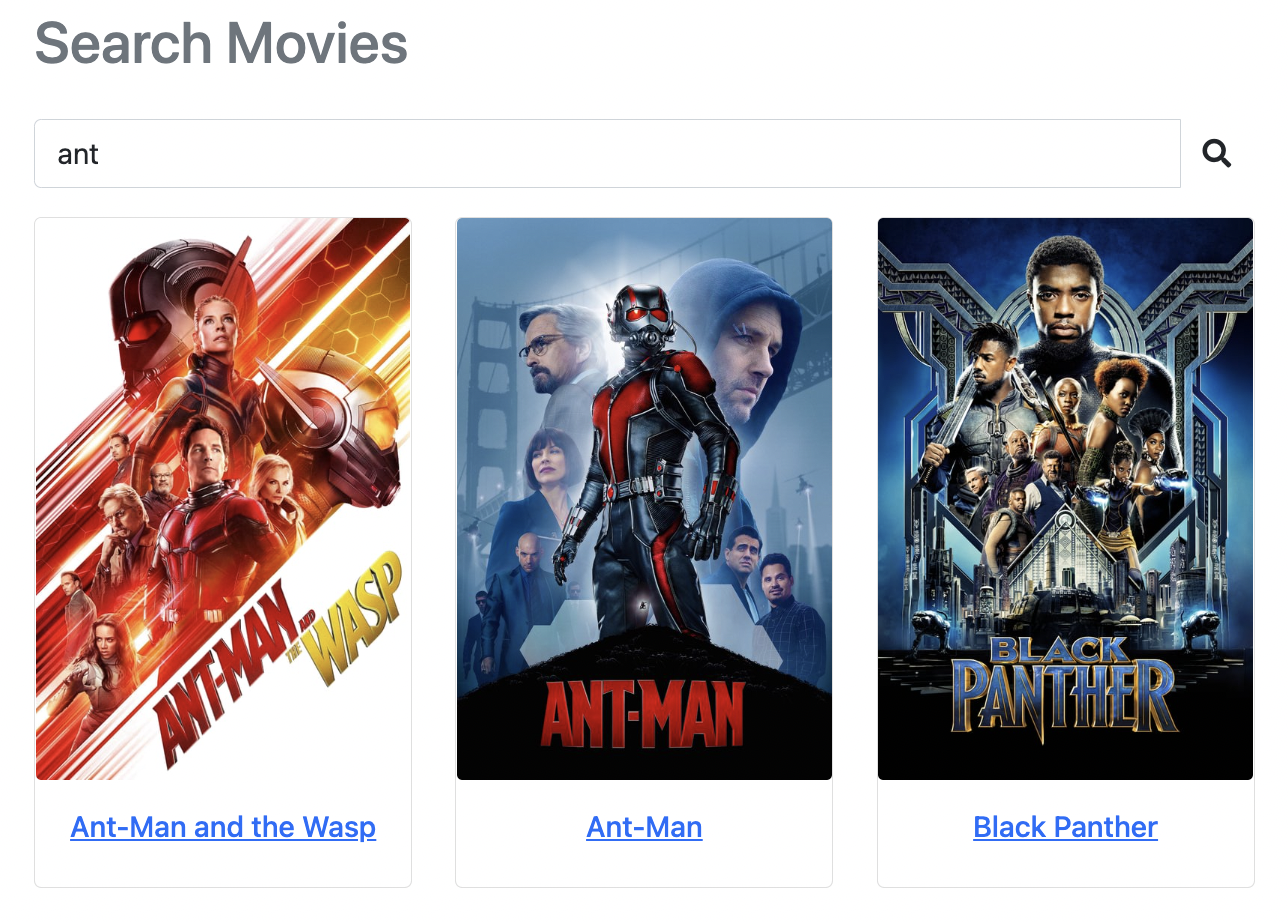 Search Movies
ant
ANT-MAN AND THE WASP
ANT-MAN
BLACK
PANTHER
Ant-Man and the Wasp
Ant-Man
Black Panther